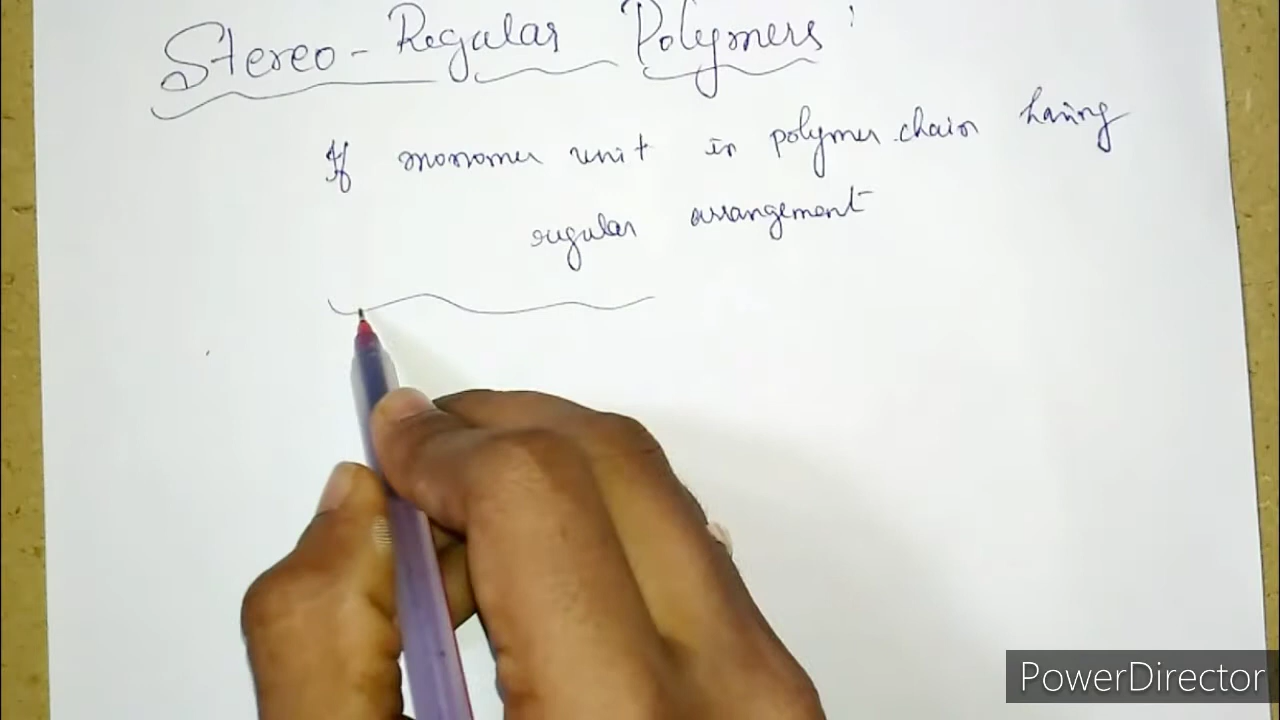 Stereo-Regular Polymers:
If monomer unit in polymer chain having
regular arrangement
PowerDirector